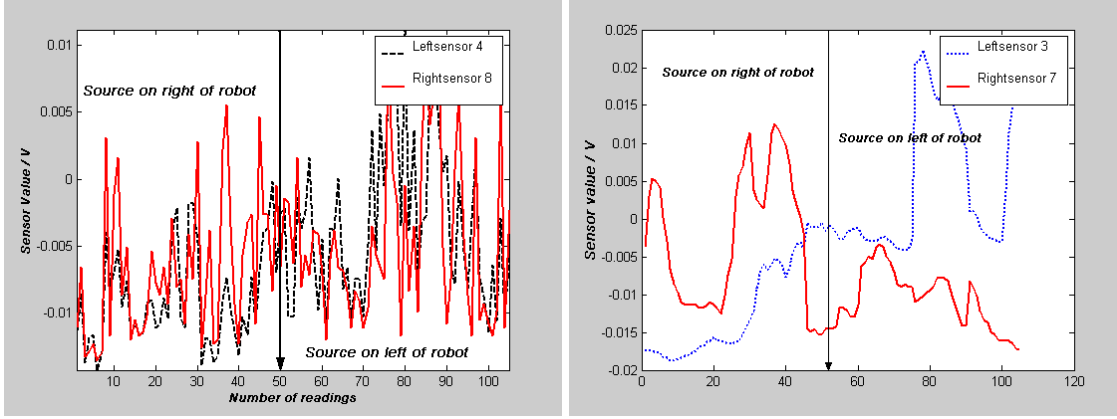 0.01
0.005
0
-0.005
-0.01
Sensor Value / V
Leftsensor 4
Rightsensor 8
Source on right of robot
Source on left of robot
10 20 30 40 50 60 70 80 90 100
Number of readings
0.025
0.02
0.015
0.01
0.005
0
-0.005
-0.01
-0.015
-0.02
Sensor value / V
Leftsensor 3
Rightsensor 7
Source on right of robot
Source on left of robot
0 20 40 60 80 100 120